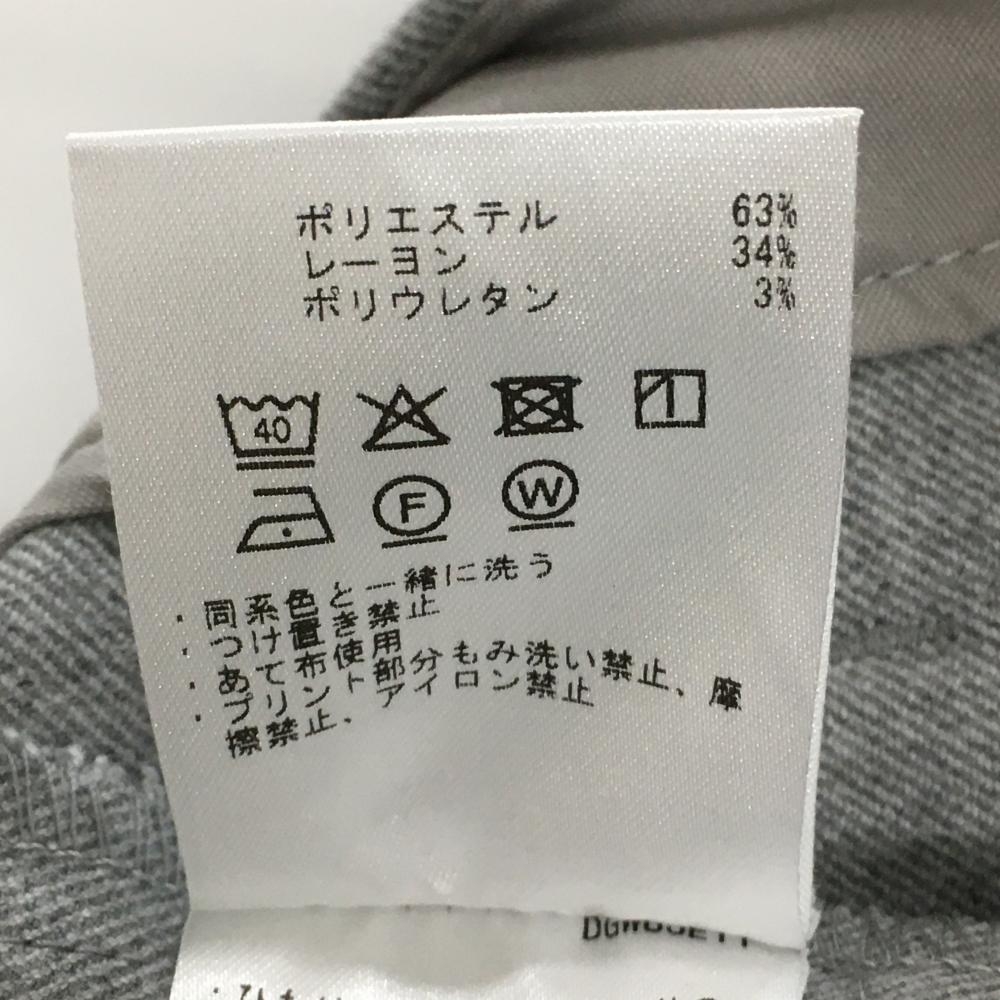 ポリエステル 63%
レーヨン 34%
ポリウレタン 3%
40
F W
・同系色と一緒に洗う
・つけ置き禁止
・あて布使用
・プリント部分もみ洗い禁止、摩
擦禁止、アイロン禁止